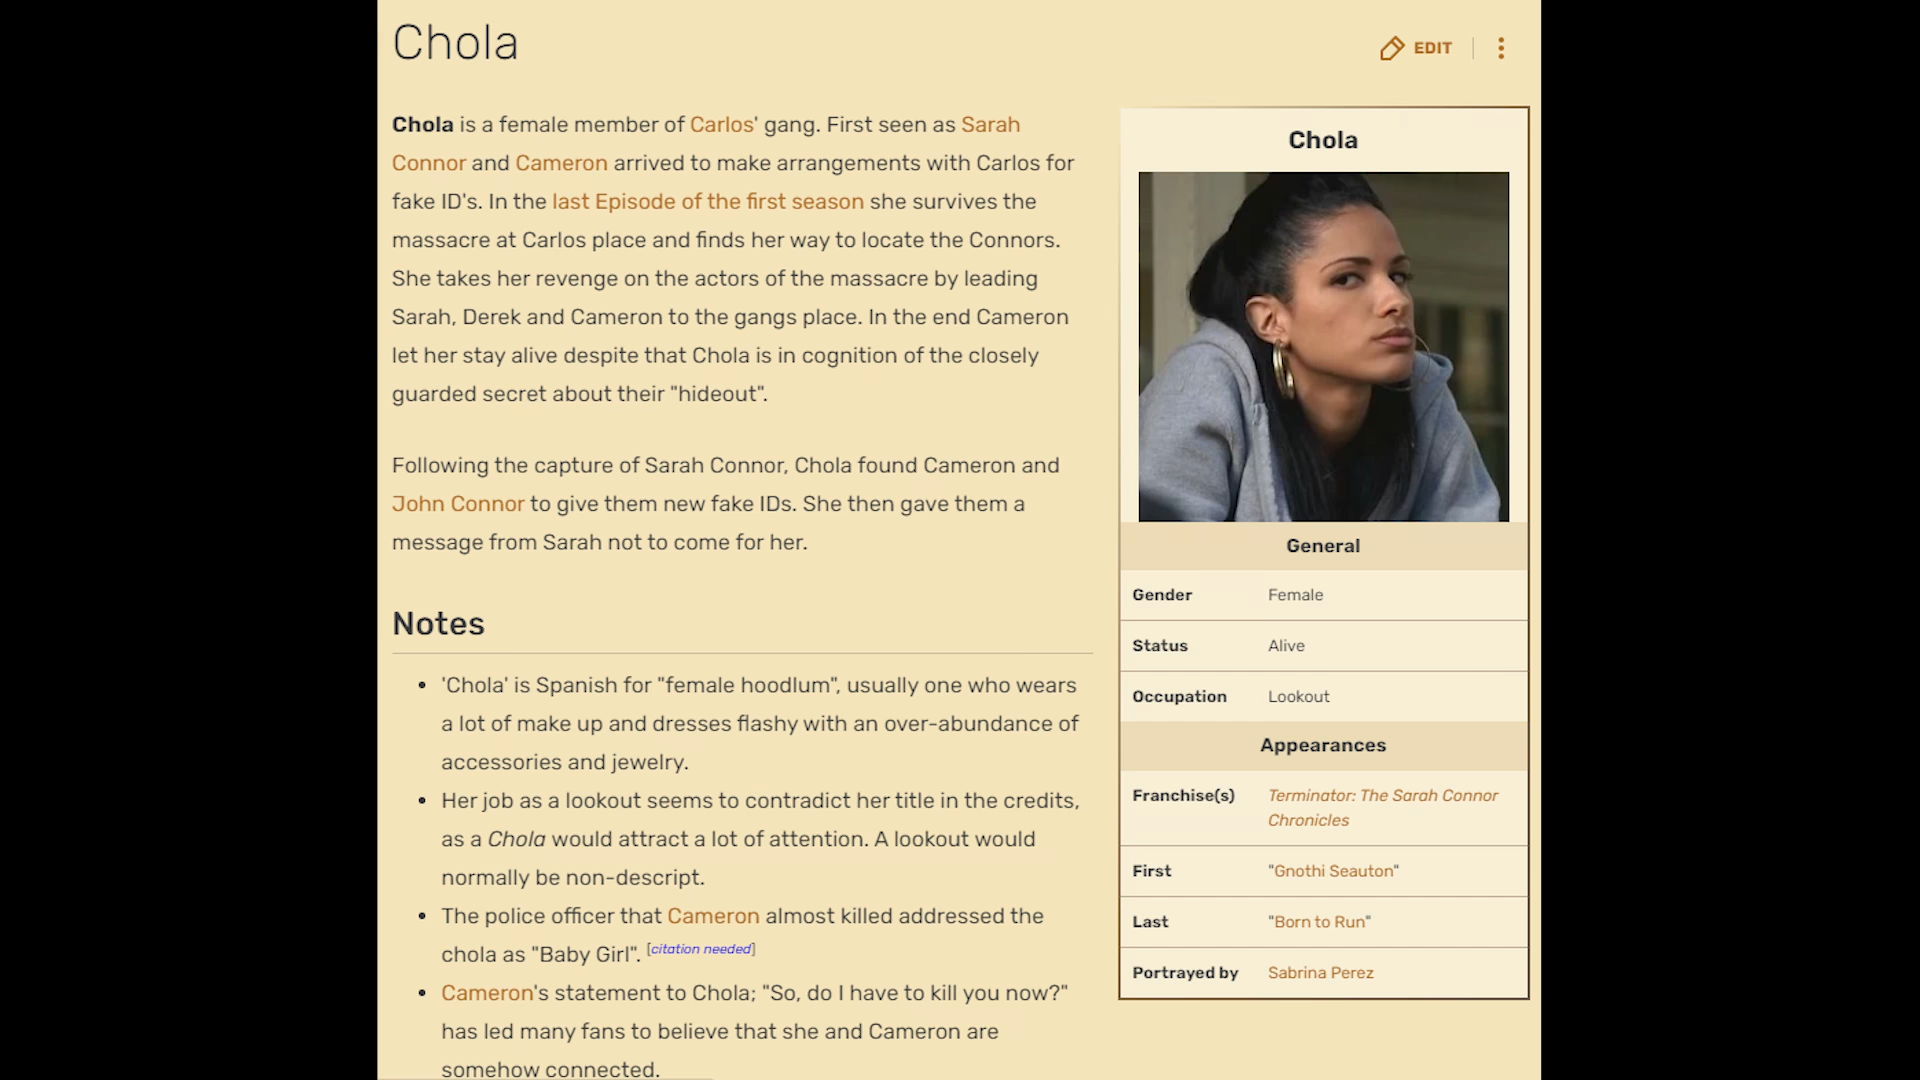 Chola
EDIT
Chola is a female member of Carlos' gang. First seen as Sarah
Connor and Cameron arrived to make arrangements with Carlos for
fake ID's. In the last Episode of the first season she survives the
massacre at Carlos place and finds her way to locate the Connors.
She takes her revenge on the actors of the massacre by leading
Sarah, Derek and Cameron to the gangs place. In the end Cameron
let her stay alive despite that Chola is in cognition of the closely
guarded secret about their "hideout".
Following the capture of Sarah Connor, Chola found Cameron and
John Connor to give them new fake IDs. She then gave them a
message from Sarah not to come for her.
Notes
• 'Chola' is Spanish for "female hoodlum", usually one who wears
a lot of make up and dresses flashy with an over-abundance of
accessories and jewelry.
• Her job as a lookout seems to contradict her title in the credits,
as a Chola would attract a lot of attention. A lookout would
normally be non-descript.
• The police officer that Cameron almost killed addressed the
chola as "Baby Girl". [citation needed]
• Cameron's statement to Chola; "So, do I have to kill you now?"
has led many fans to believe that she and Cameron are
somehow connected.
Chola
General
Gender Female
Status Alive
Occupation Lookout
Appearances
Franchise(s) Terminator: The Sarah Connor
Chronicles
First "Gnothi Seauton"
Last "Born to Run"
Portrayed by Sabrina Perez